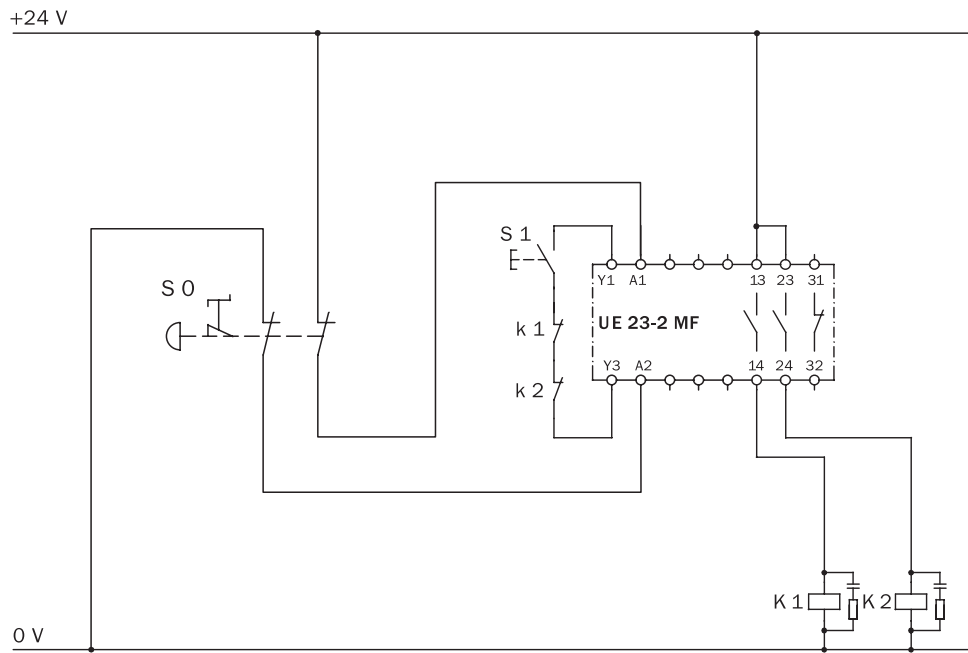 +24 V
S 1
Y1 A1 13 23 31
S 0
k 1
UE 23-2 MF
Y3 A2 14 24 32
k 2
K 1
K 2
0 V